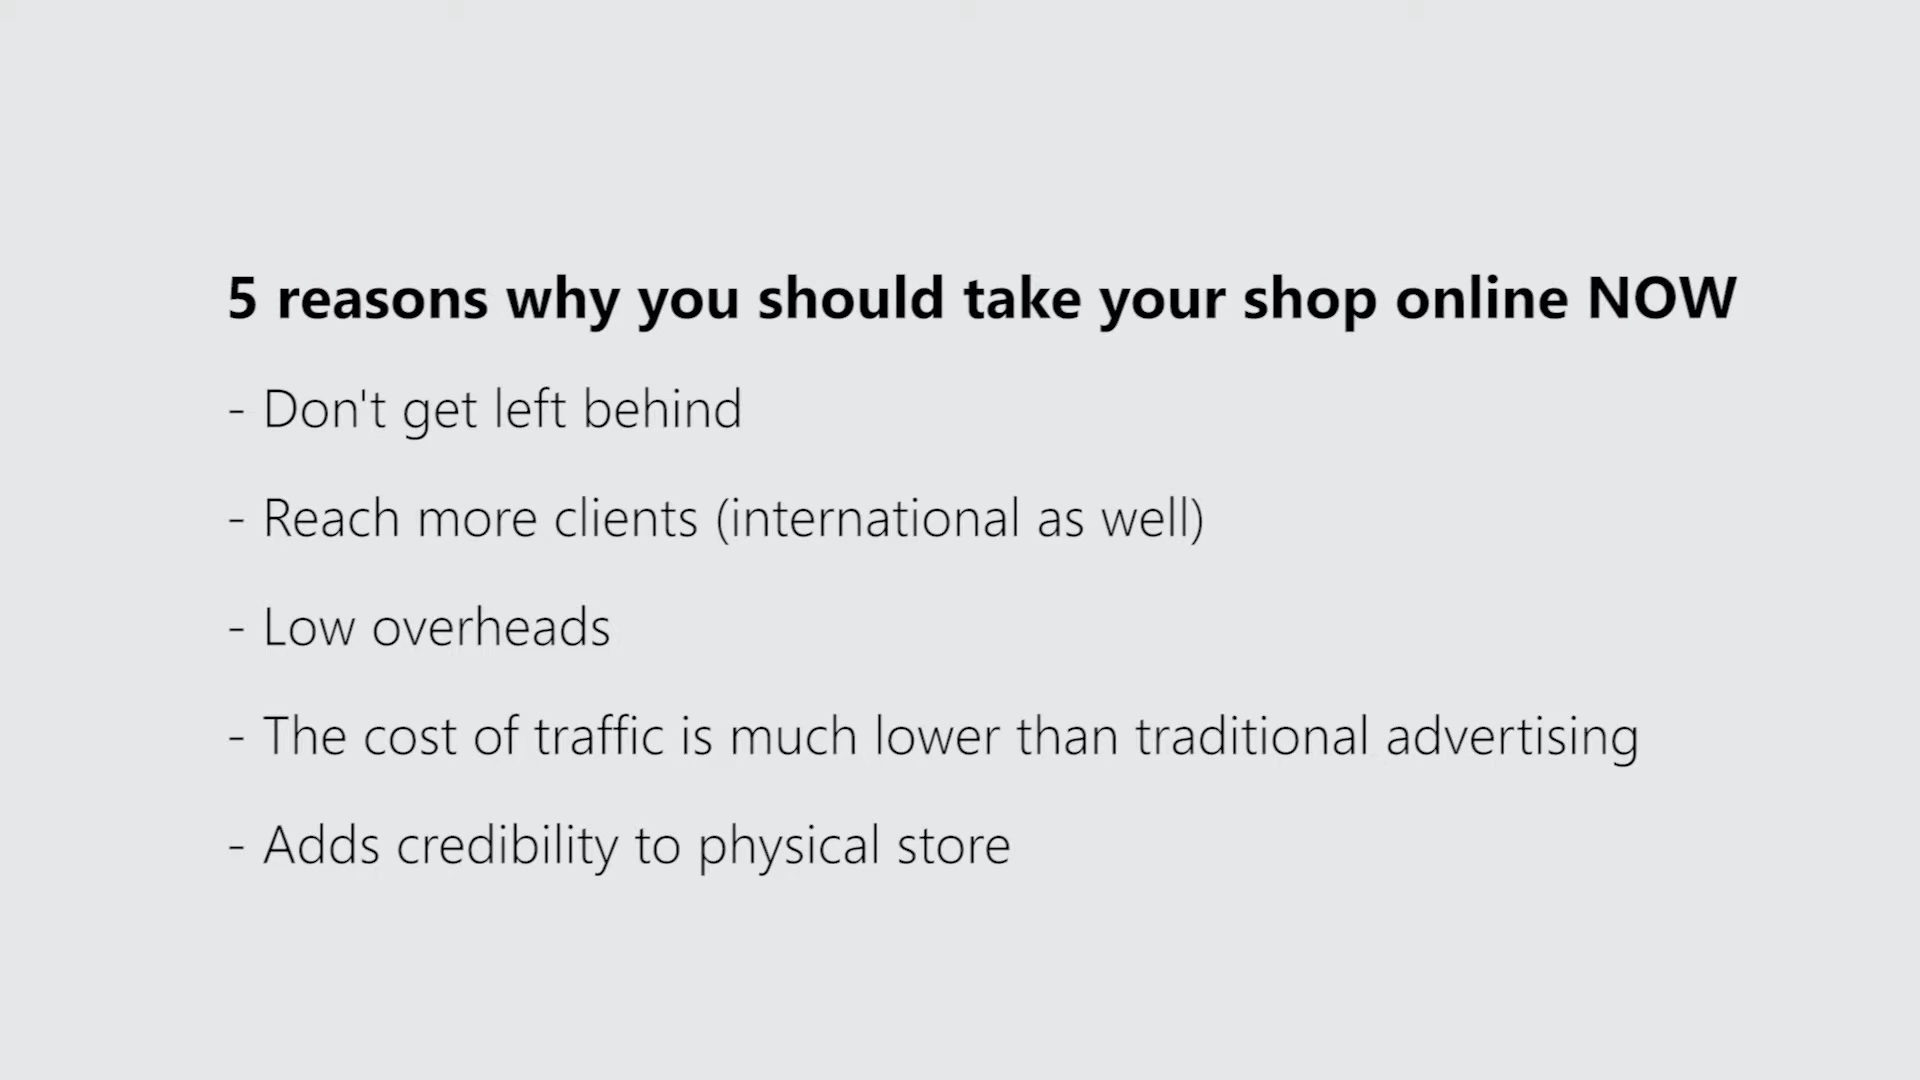 5 reasons why you should take your shop online NOW
- Don't get left behind
- Reach more clients (international as well)
- Low overheads
- The cost of traffic is much lower than traditional advertising
- Adds credibility to physical store